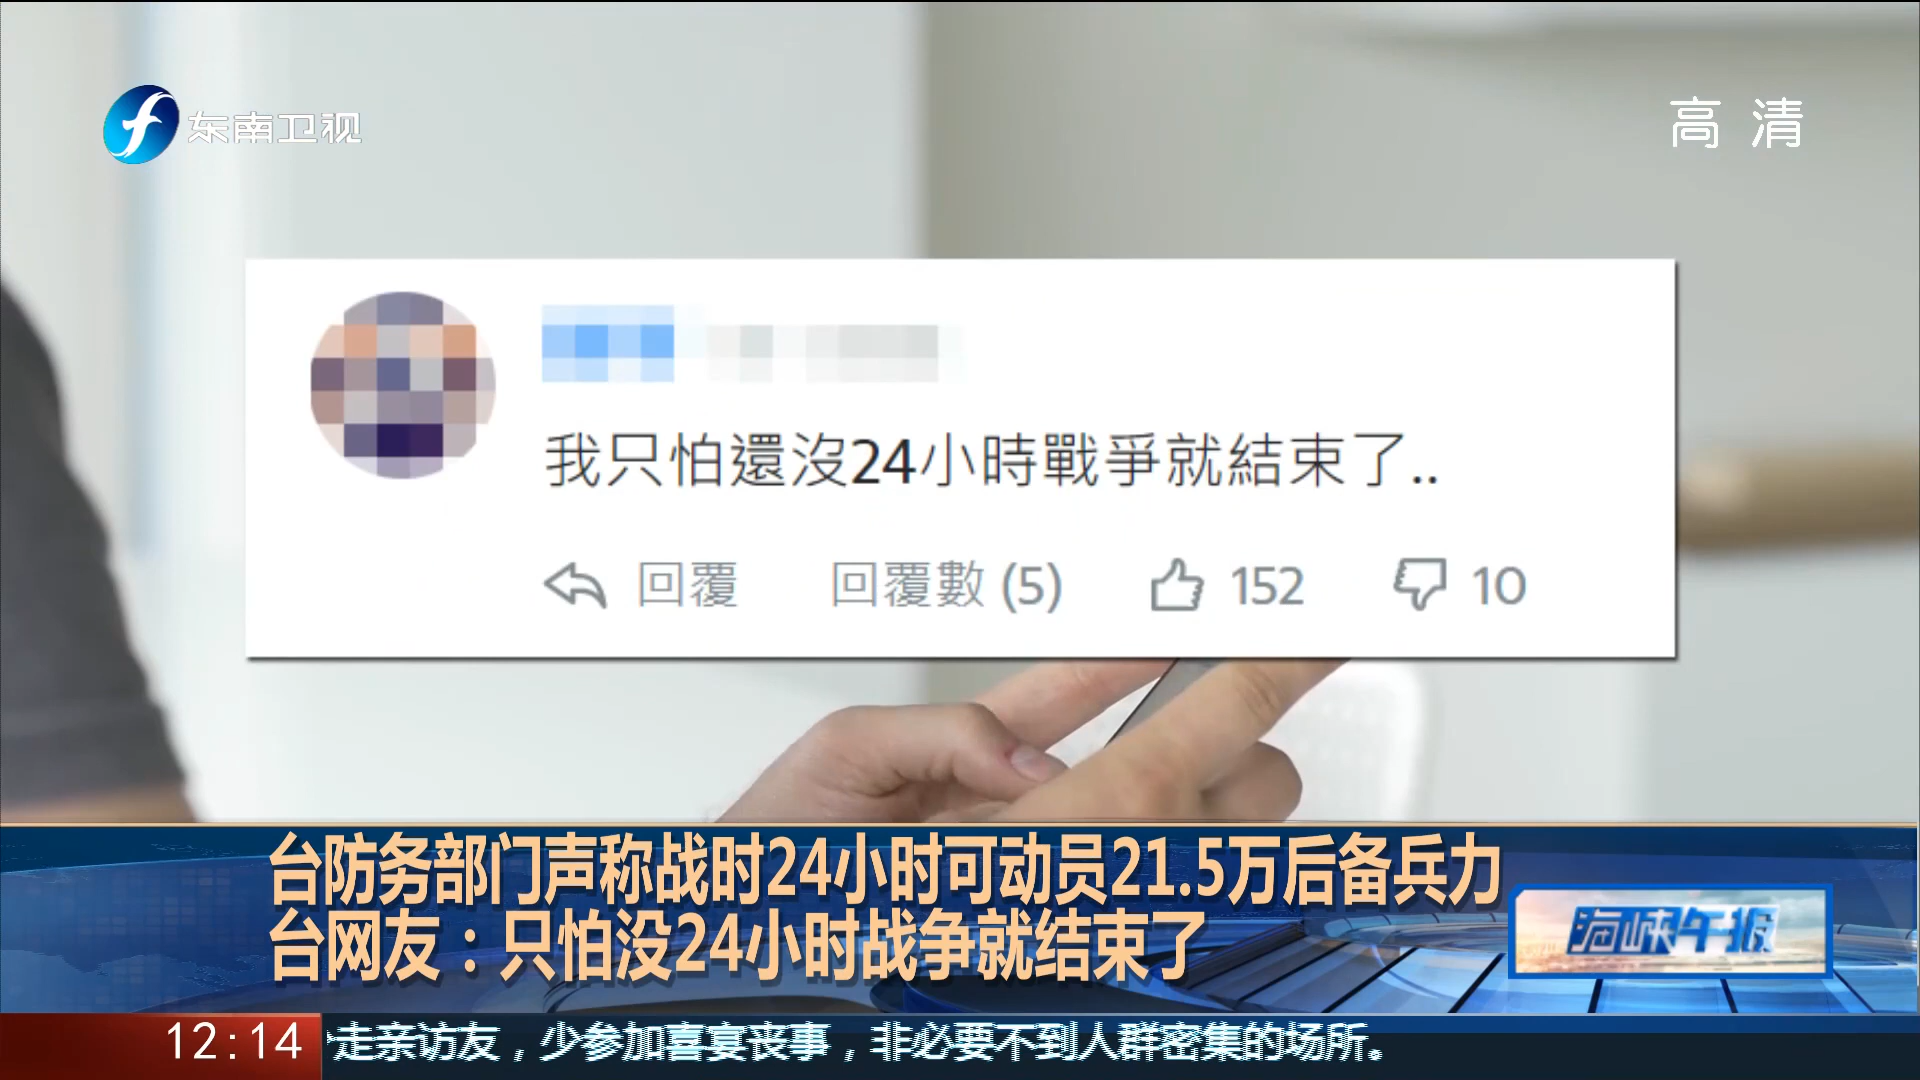 东南卫视
高清
我只怕還沒24小時戰爭就結束了..
回覆 回覆數 (5) 152 10
台防务部门声称战时24小时可动员21.5万后备兵力
台网友：只怕没24小时战争就结束了
海峡午报
12:14 走亲访友，少参加喜宴丧事，非必要不到人群密集的场所。